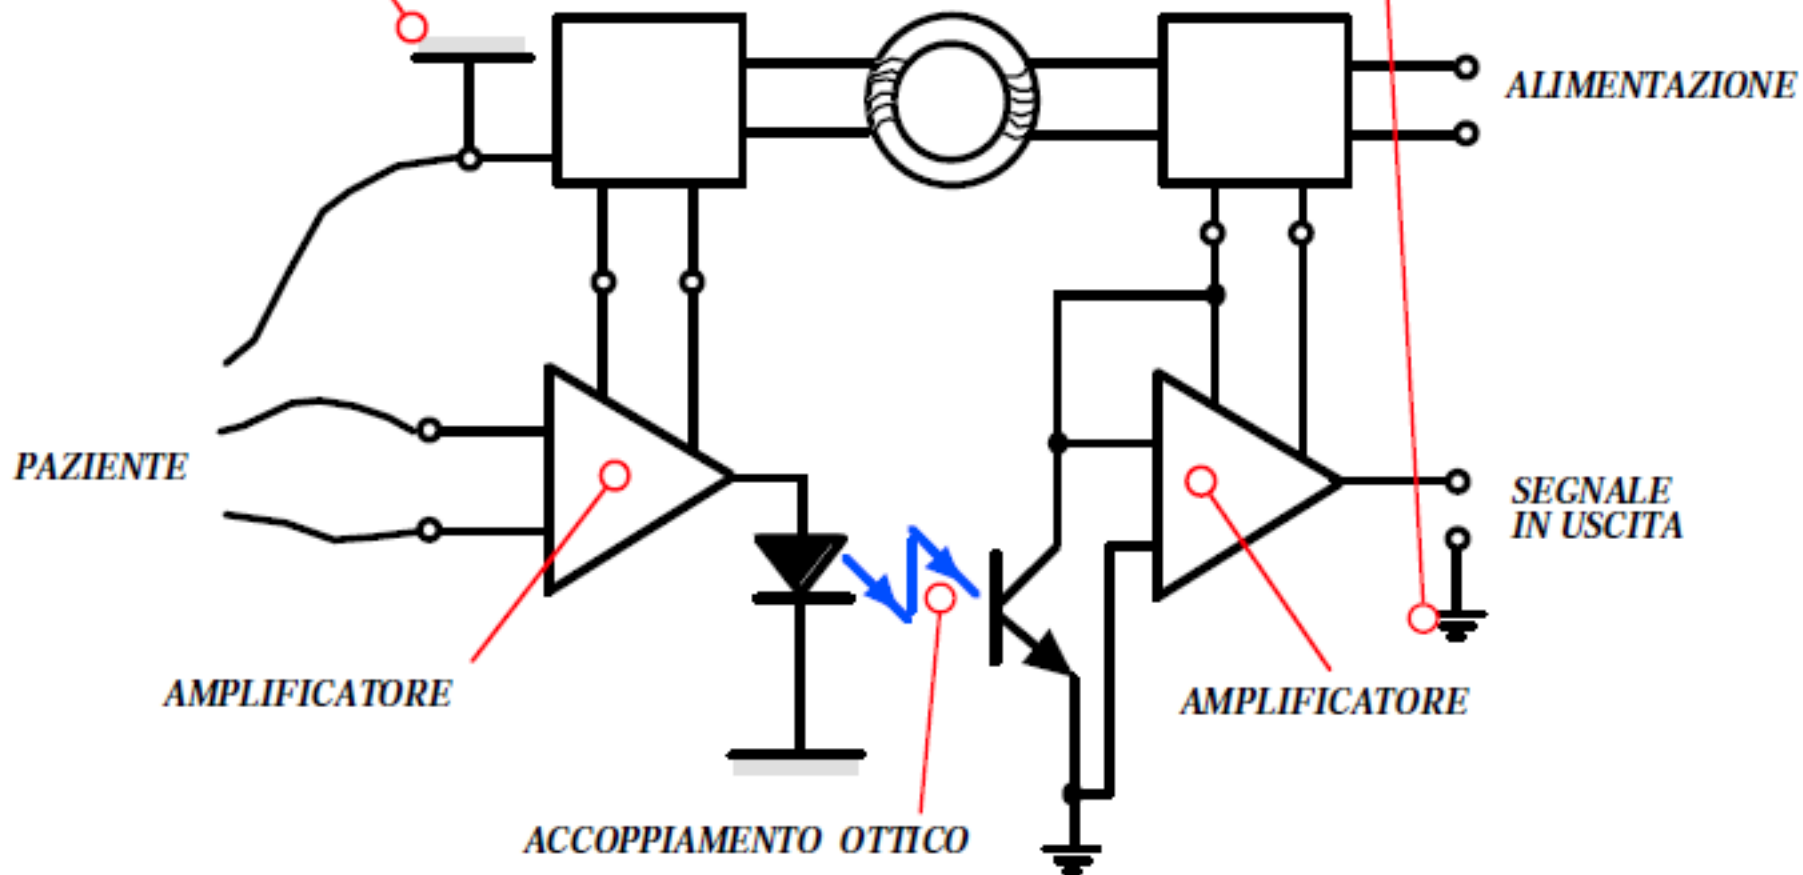 ALIMENTAZIONE
PAZIENTE
SEGNALE
IN USCITA
AMPLIFICATORE
AMPLIFICATORE
ACCOPPIAMENTO OTTICO